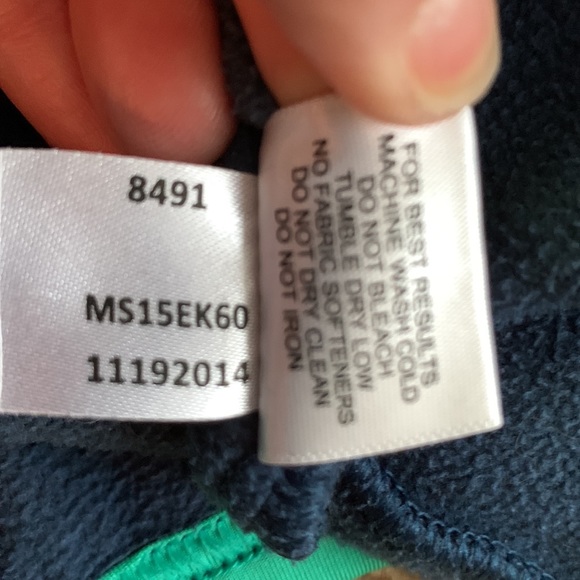 8491
MS15EK60
11192014
FOR BEST RESULTS
MACHINE WASH COLD
DO NOT BLEACH
TUMBLE DRY LOW
NO FABRIC SOFTENERS
DO NOT DRY CLEAN
DO NOT IRON